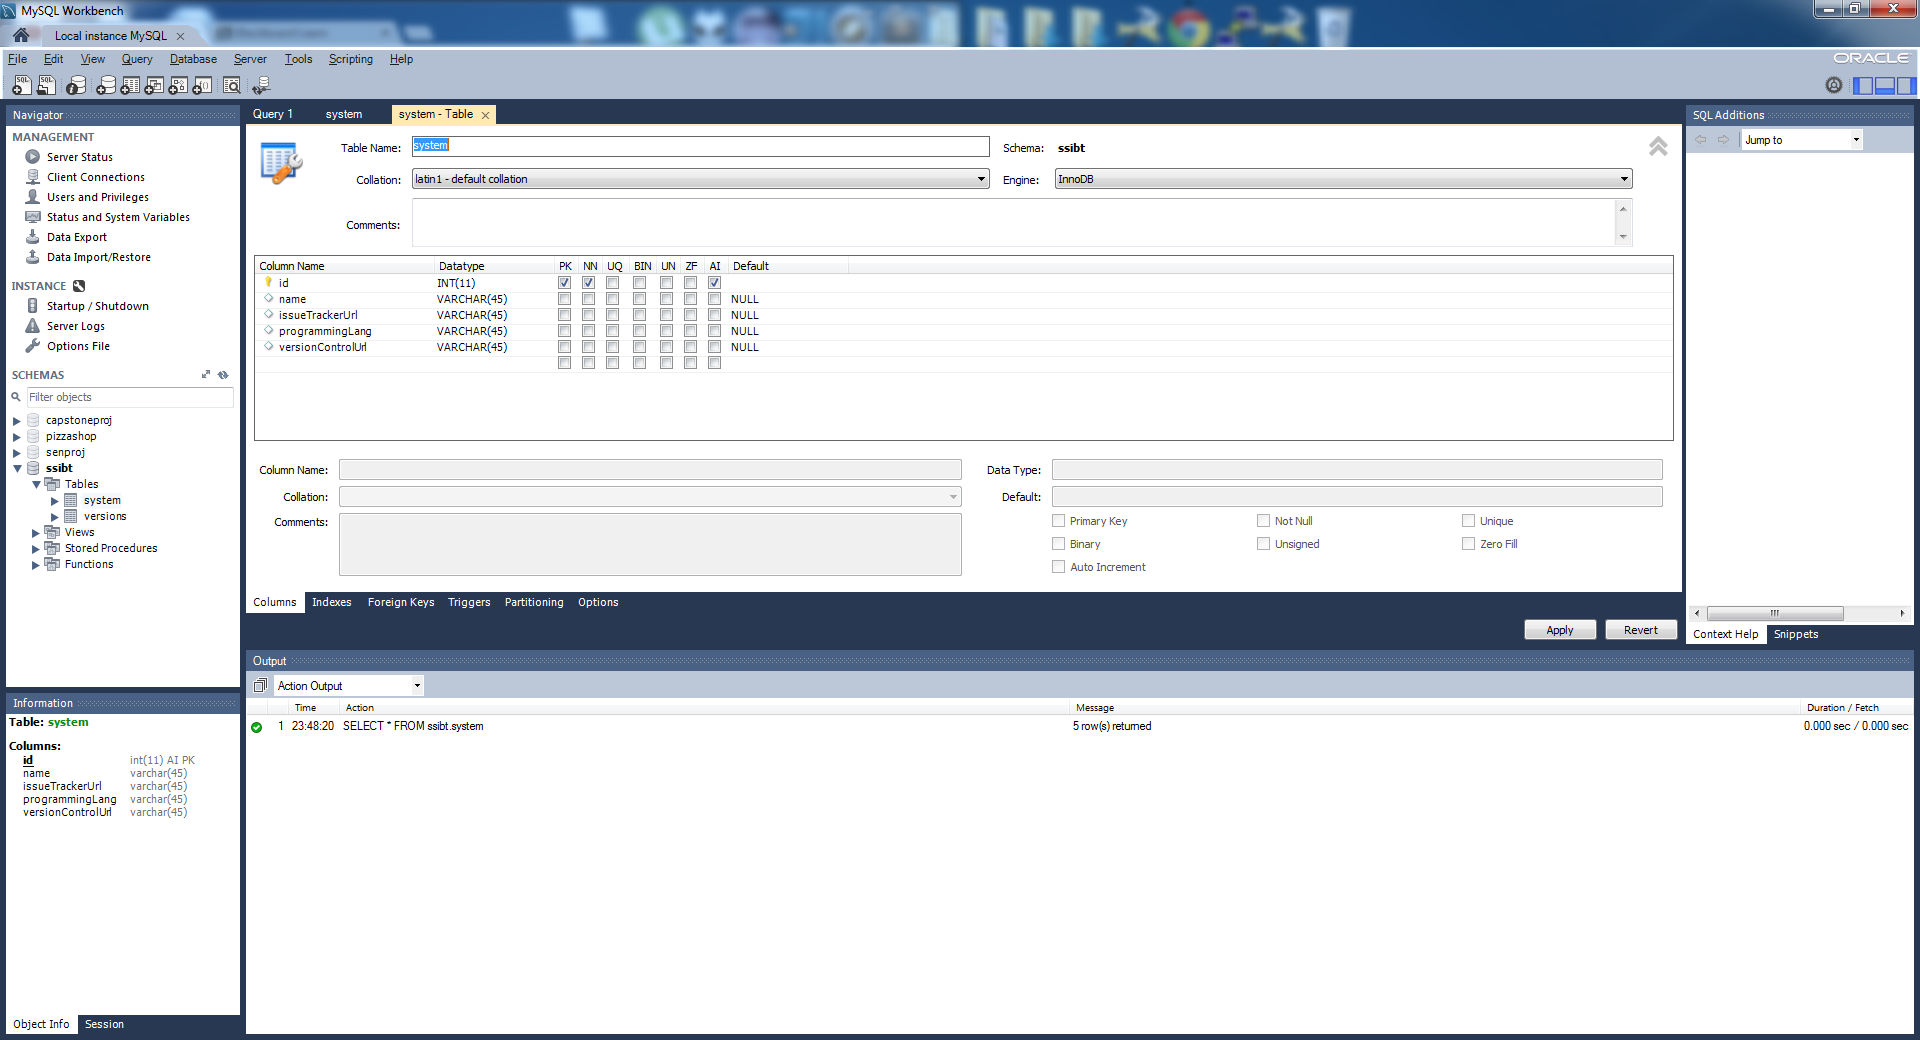 MySQL Workbench
Local instance MySQL
File Edit View Query Database Server Tools Scripting Help
ORACLE
Navigator
MANAGEMENT
Server Status
Client Connections
Users and Privileges
Status and System Variables
Data Export
Data Import/Restore
INSTANCE
Startup / Shutdown
Server Logs
Options File
SCHEMAS
Filter objects
capstoneproj
pizzashop
senproj
ssibt
Tables
system
versions
Views
Stored Procedures
Functions
Information
Table: system
Columns:
id int(11) AI PK
name varchar(45)
issueTrackerUrl varchar(45)
programmingLang varchar(45)
versionControlUrl varchar(45)
Object Info Session
Query 1 system system - Table
Table Name: system Schema: ssibt
Collation: latin1 - default collation Engine: InnoDB
Comments:
Column Name Datatype PK NN UQ BIN UN ZF AI Default
id INT(11)
name VARCHAR(45) NULL
issueTrackerUrl VARCHAR(45) NULL
programmingLang VARCHAR(45) NULL
versionControlUrl VARCHAR(45) NULL
Column Name: Data Type:
Collation: Default:
Comments: Primary Key Not Null Unique
Binary Unsigned Zero Fill
Auto Increment
Columns Indexes Foreign Keys Triggers Partitioning Options
Apply Revert
SQL Additions
Jump to
Context Help Snippets
Output
Action Output
Time Action Message Duration / Fetch
1 23:48:20 SELECT * FROM ssibt.system 5 row(s) returned 0.000 sec / 0.000 sec